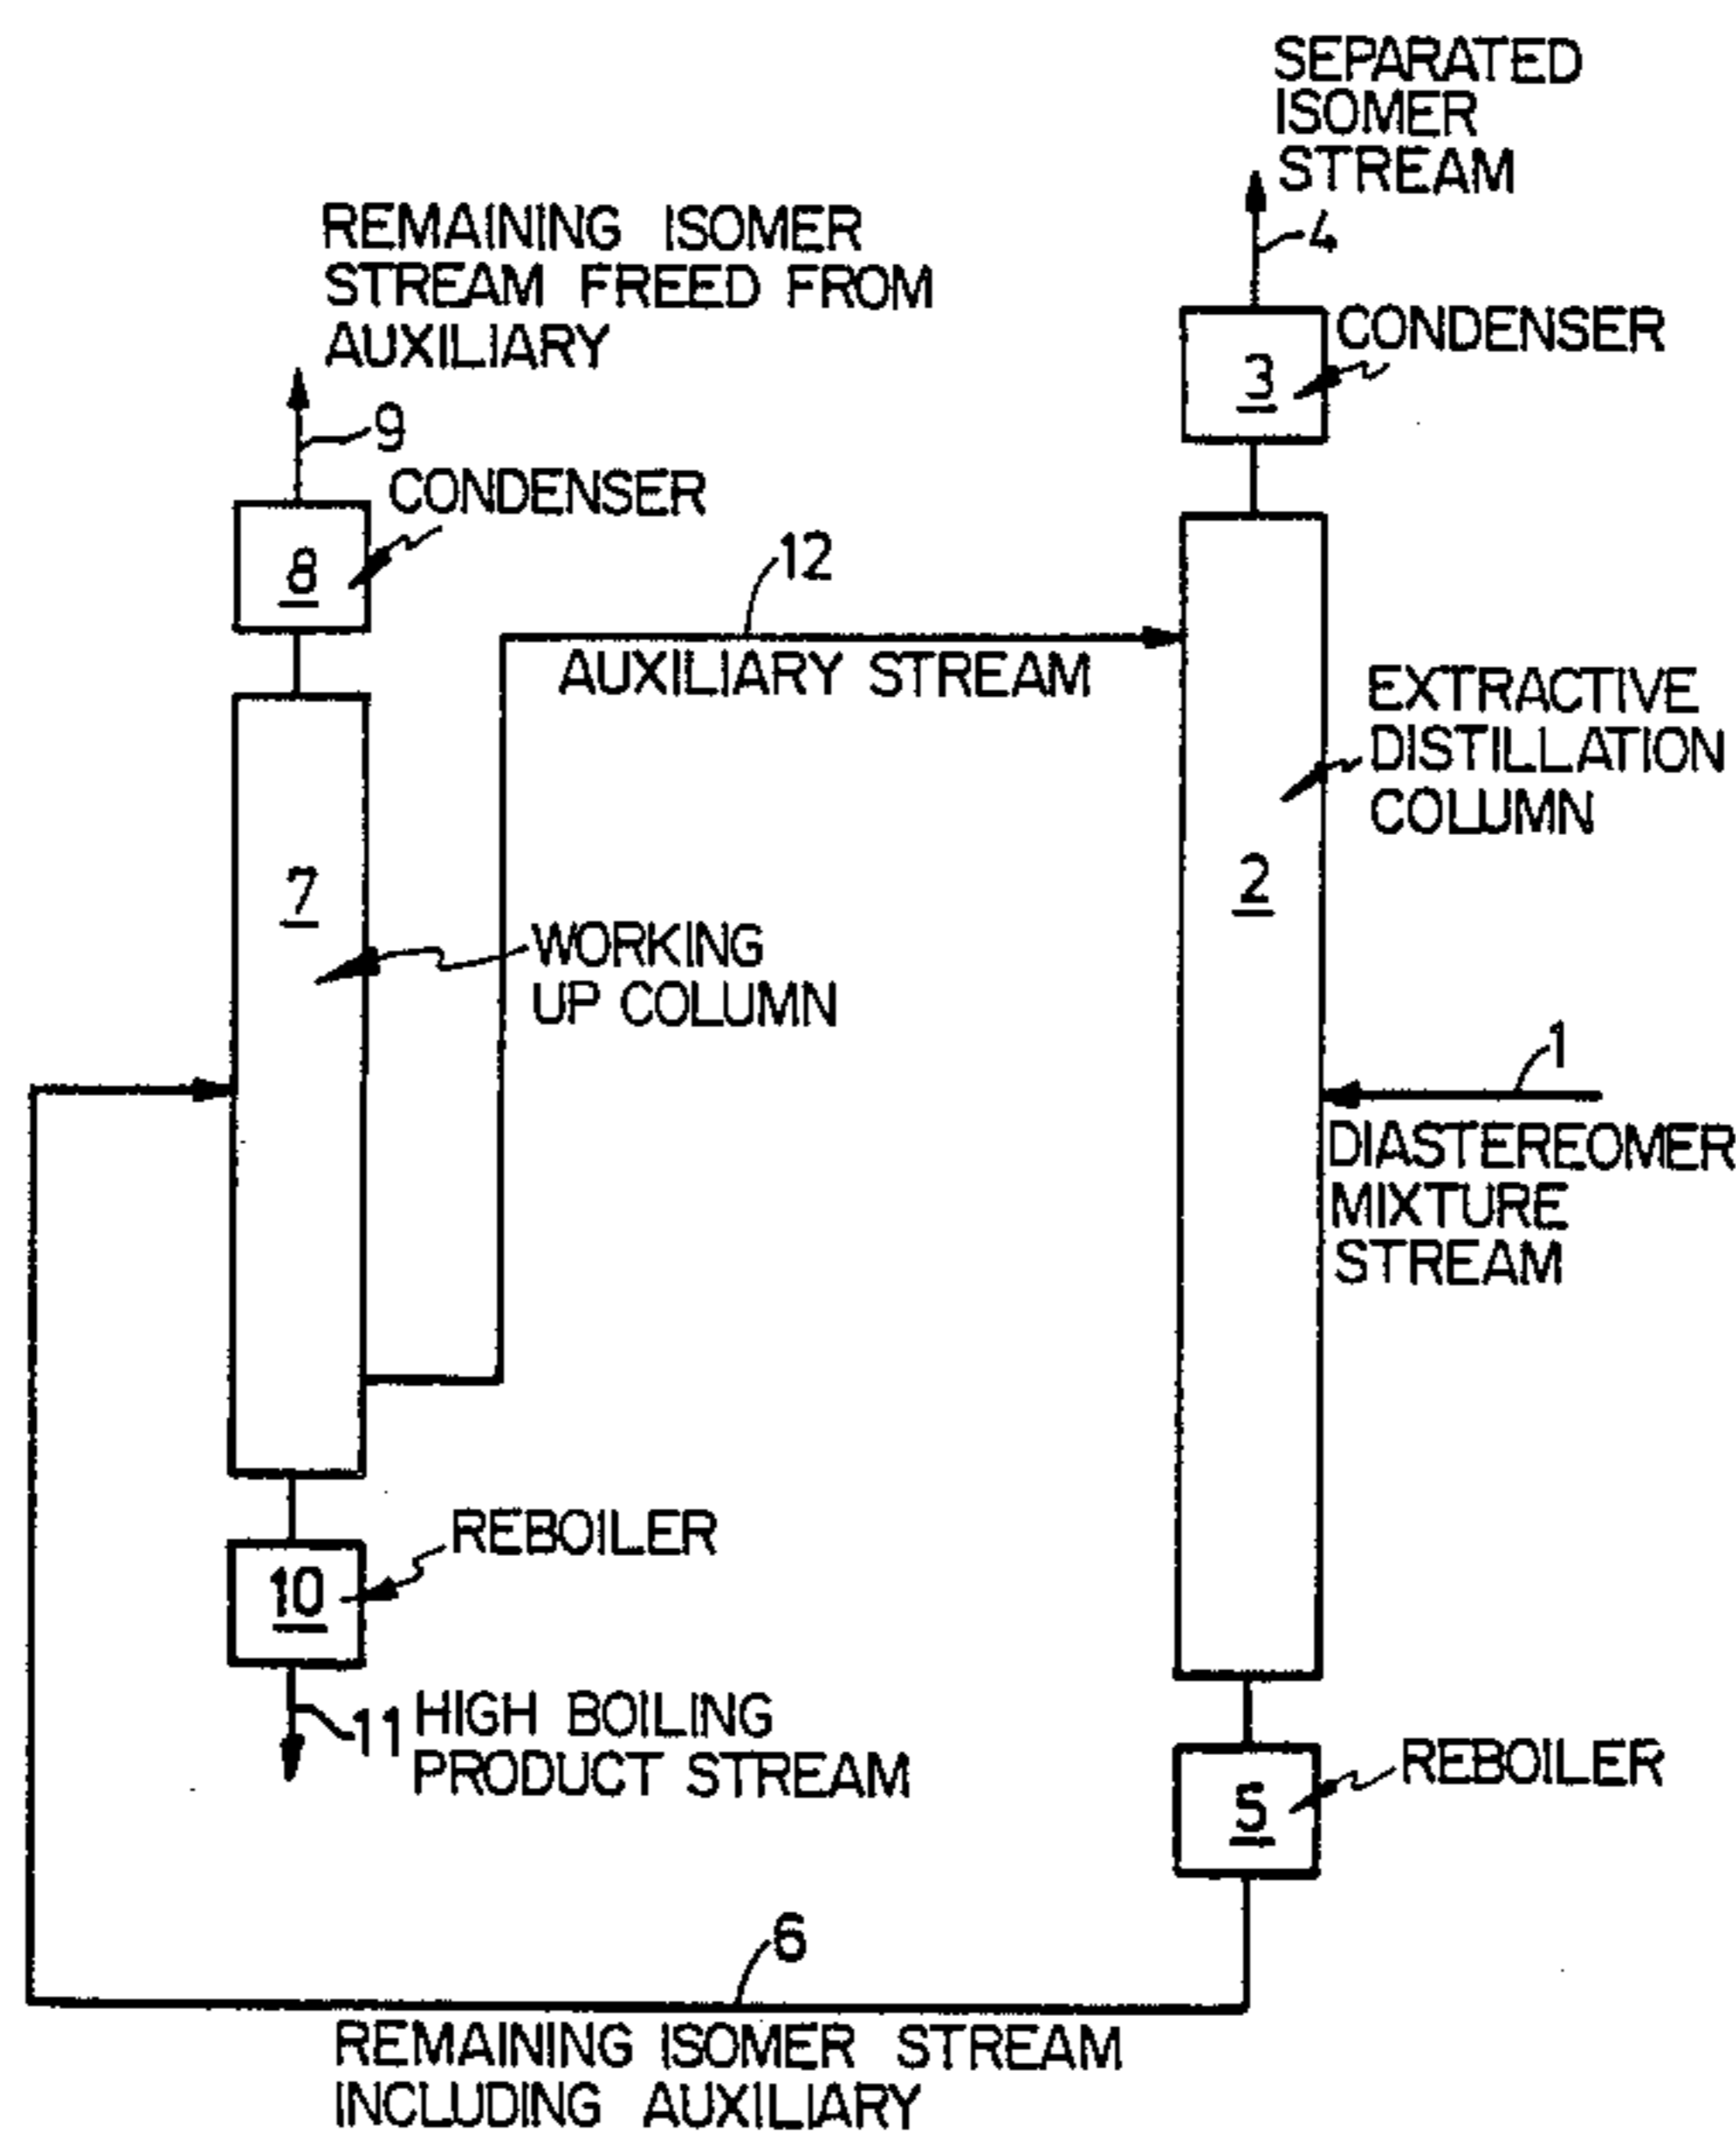 SEPARATED
ISOMER
STREAM
4
REMAINING ISOMER
STREAM FREED FROM
AUXILIARY
CONDENSER
3
9
CONDENSER
8
12
AUXILIARY STREAM
EXTRACTIVE
DISTILLATION
COLUMN
7
2
WORKING
UP COLUMN
1
DIASTEREOMER
MIXTURE
STREAM
REBOILER
10
11
HIGH BOILING
PRODUCT STREAM
REBOILER
5
6
REMAINING ISOMER STREAM
INCLUDING AUXILIARY